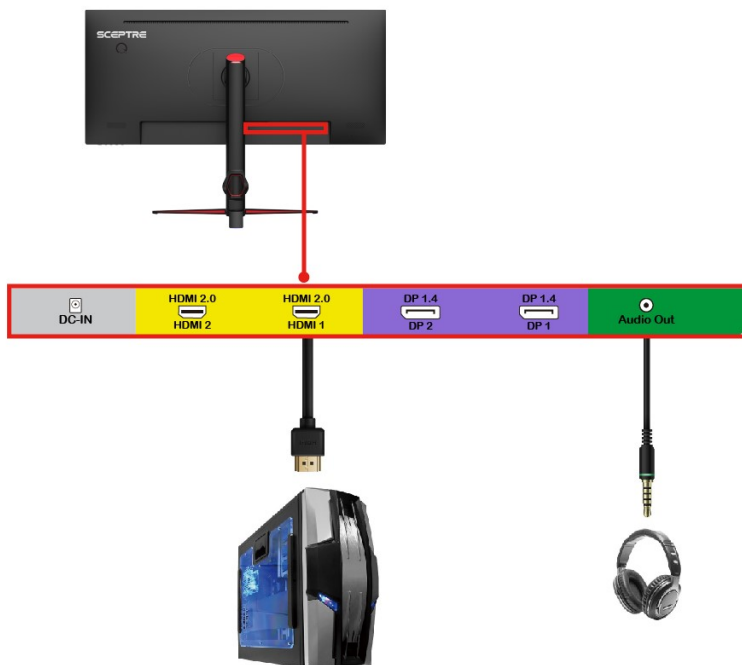 SCEPTRE
DC-IN
HDMI 2.0
HDMI 2
HDMI 2.0
HDMI 1
DP 1.4
DP 2
DP 1.4
DP 1
Audio Out